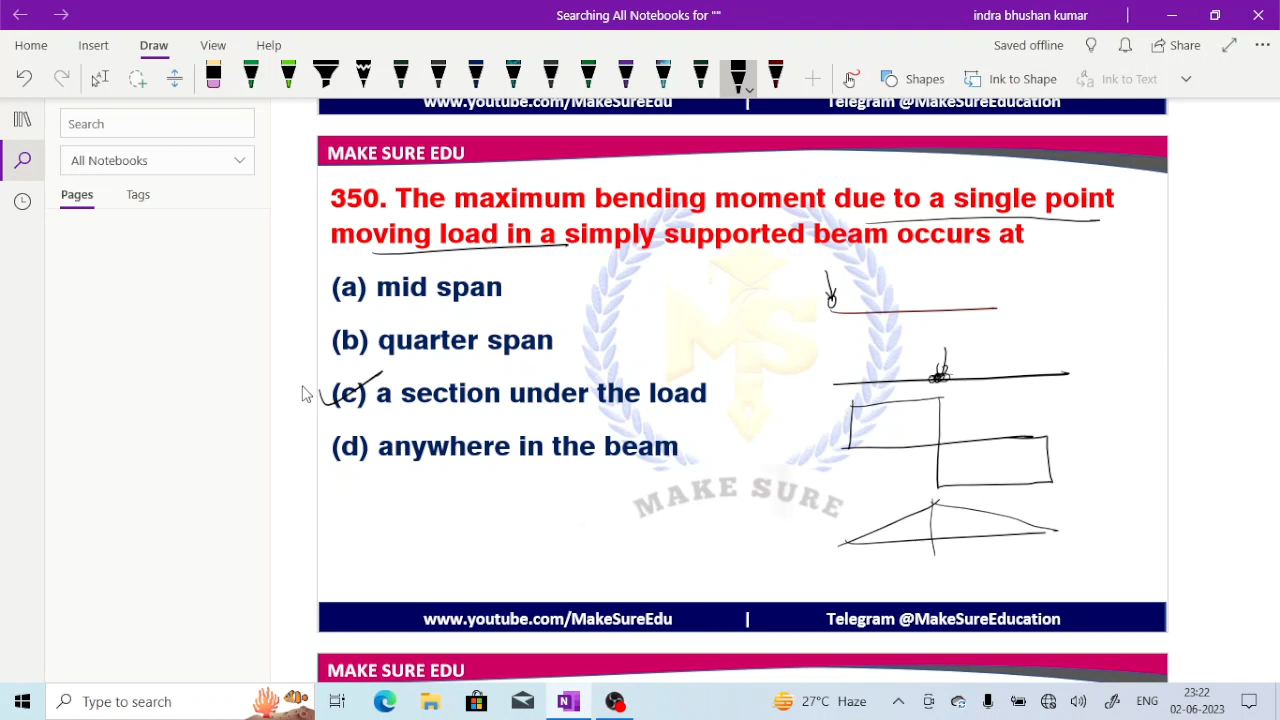 Searching All Notebooks for ""
indra bhushan kumar
Home Insert Draw View Help
Saved offline
Share
Shapes
Ink to Shape
Ink to Text
Search
All Notebooks
Pages Tags
www.youtube.com/MakeSureEdu | Telegram @MakeSureEducation
MAKE SURE EDU
350. The maximum bending moment due to a single point
moving load in a simply supported beam occurs at
(a) mid span
(b) quarter span
(c) a section under the load
(d) anywhere in the beam
MS
MAKE SURE
www.youtube.com/MakeSureEdu | Telegram @MakeSureEducation
MAKE SURE EDU
Type to search
27°C Haze
ENG
23:22
02-06-2023